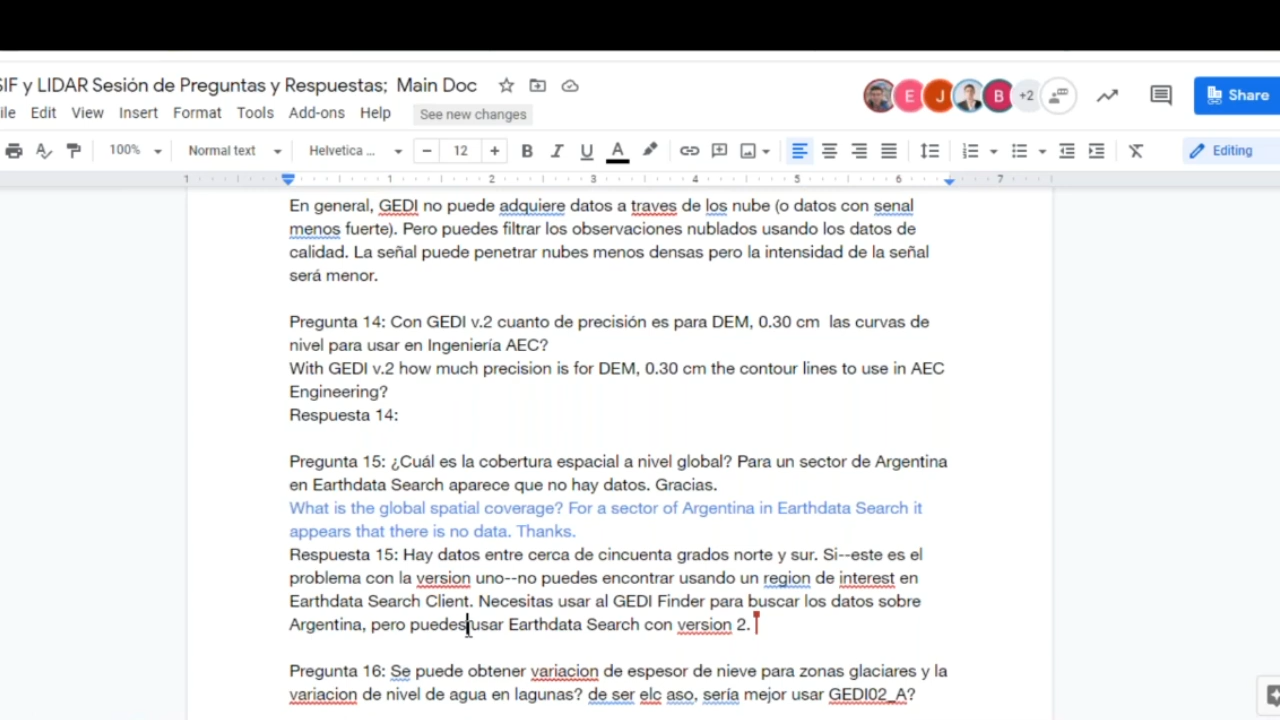 SIF y LIDAR Sesión de Preguntas y Respuestas; Main Doc
E J B +2
Share
ile Edit View Insert Format Tools Add-ons Help See new changes
100% Normal text Helvetica ... − 12 + B I U A Editing
1 1 2 3 4 5 6 7
En general, GEDI no puede adquiere datos a traves de los nube (o datos con senal
menos fuerte). Pero puedes filtrar los observaciones nublados usando los datos de
calidad. La señal puede penetrar nubes menos densas pero la intensidad de la señal
será menor.
Pregunta 14: Con GEDI v.2 cuanto de precisión es para DEM, 0.30 cm las curvas de
nivel para usar en Ingeniería AEC?
With GEDI v.2 how much precision is for DEM, 0.30 cm the contour lines to use in AEC
Engineering?
Respuesta 14:
Pregunta 15: ¿Cuál es la cobertura espacial a nivel global? Para un sector de Argentina
en Earthdata Search aparece que no hay datos. Gracias.
What is the global spatial coverage? For a sector of Argentina in Earthdata Search it
appears that there is no data. Thanks.
Respuesta 15: Hay datos entre cerca de cincuenta grados norte y sur. Si--este es el
problema con la version uno--no puedes encontrar usando un region de interest en
Earthdata Search Client. Necesitas usar al GEDI Finder para buscar los datos sobre
Argentina, pero puedes usar Earthdata Search con version 2.
Pregunta 16: Se puede obtener variacion de espesor de nieve para zonas glaciares y la
variacion de nivel de agua en lagunas? de ser elc aso, sería mejor usar GEDI02_A?